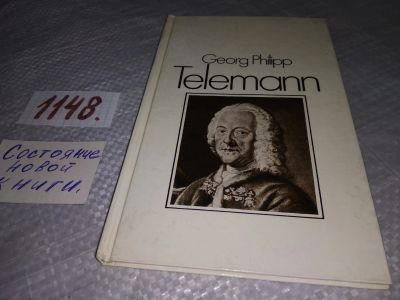 Georg Philipp
Telemann
1148.
Состояние
новой
книги.